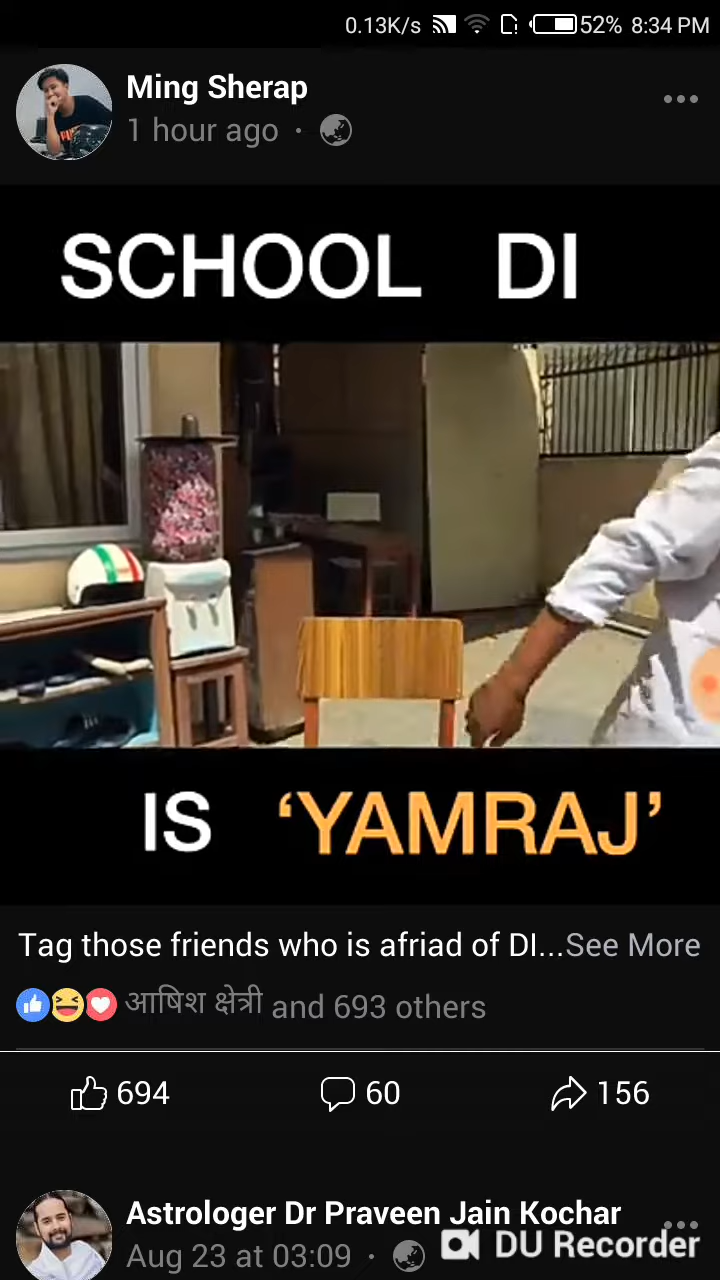 0.13K/s 52% 8:34 PM
Ming Sherap
1 hour ago ·
SCHOOL DI
IS ‘YAMRAJ’
Tag those friends who is afriad of DI...See More
आषिश क्षेत्री and 693 others
694 60 156
Astrologer Dr Praveen Jain Kochar
Aug 23 at 03:09 ·
DU Recorder